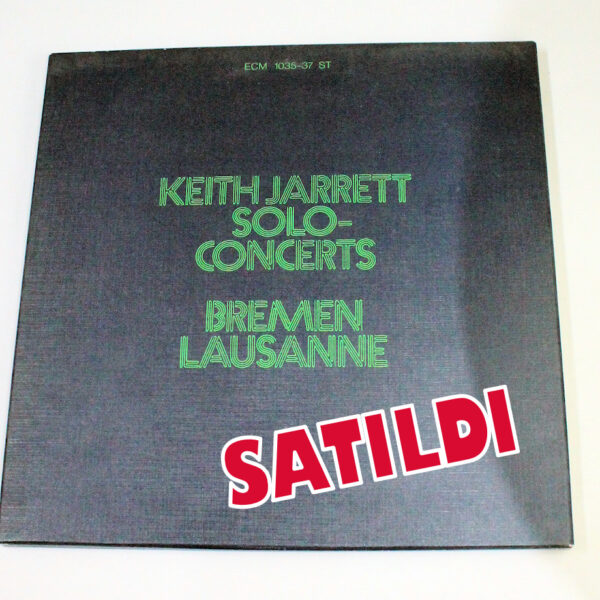 ECM 1035-37 ST
KEITH JARRETT
SOLO-
CONCERTS
BREMEN
LAUSANNE
SATILDI